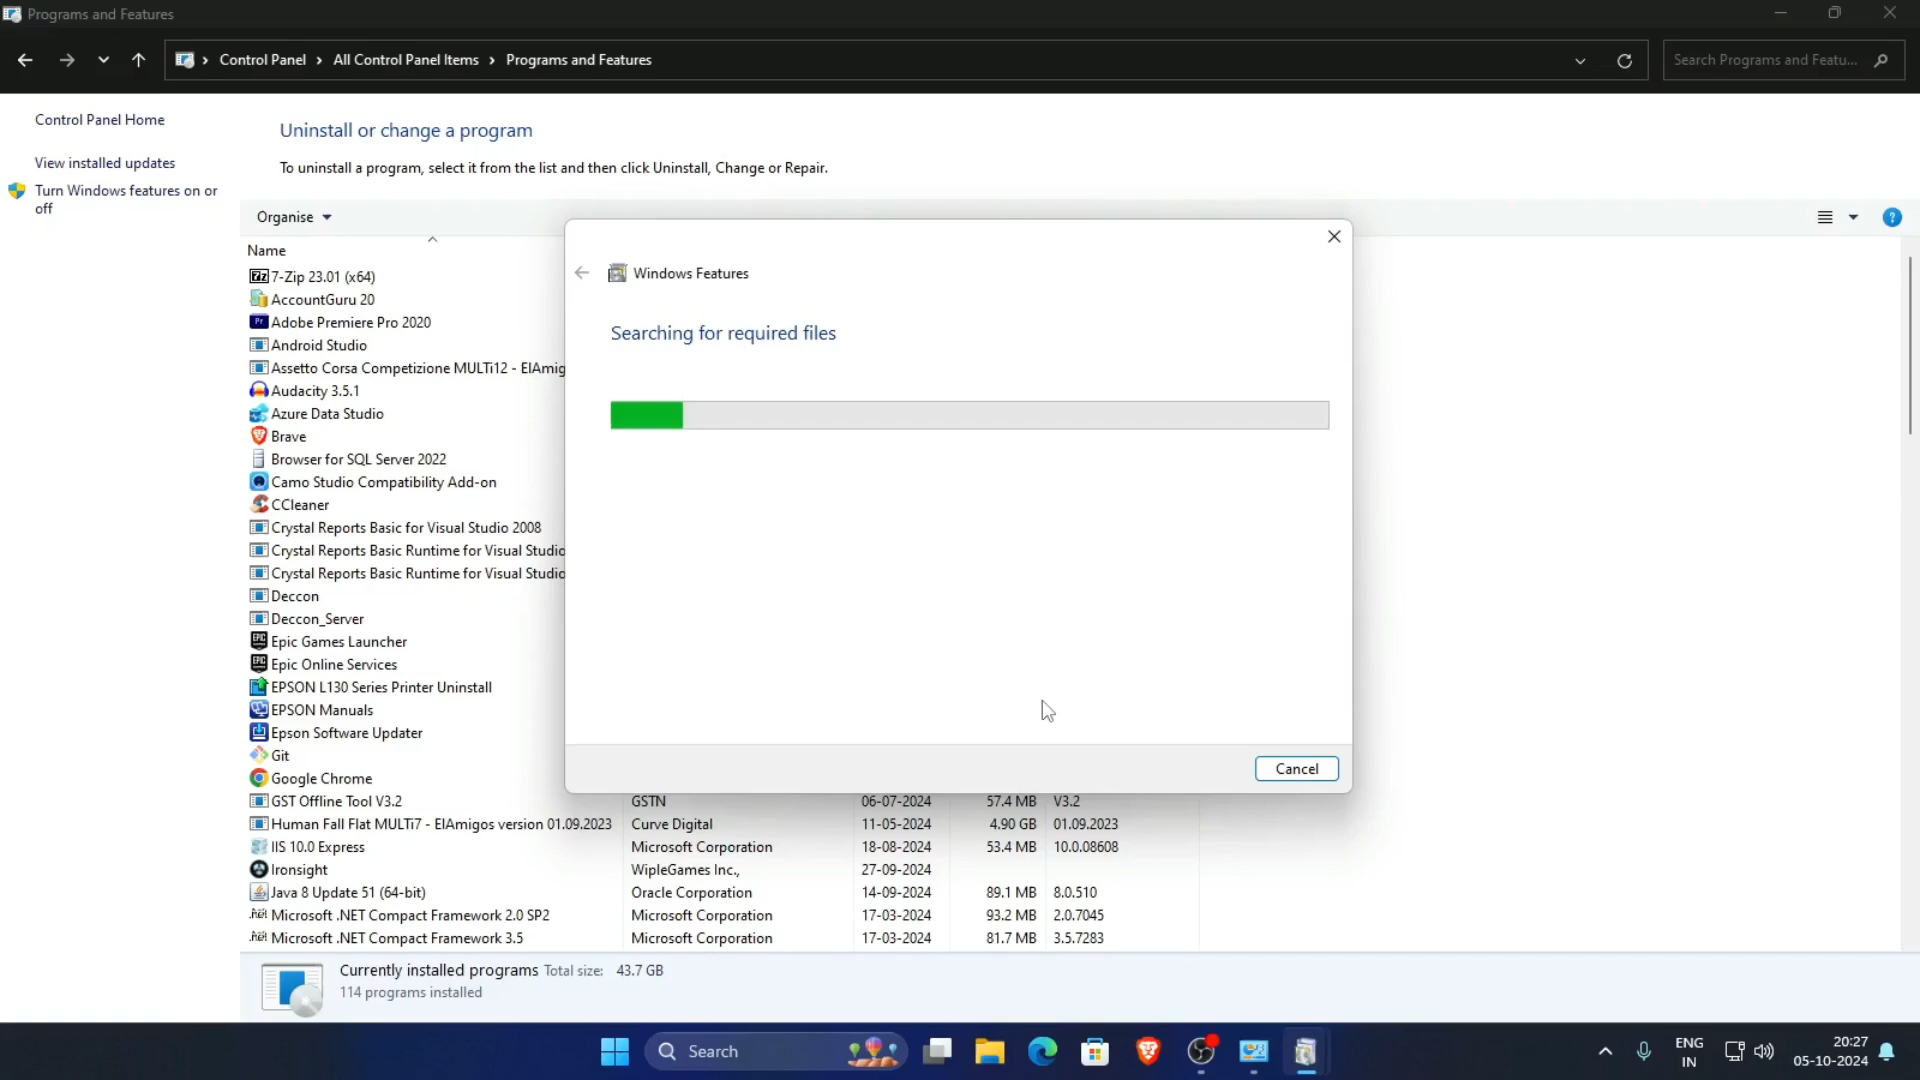 Programs and Features
Control Panel › All Control Panel Items › Programs and Features
Search Programs and Featu...
Control Panel Home
View installed updates
Turn Windows features on or
off
Uninstall or change a program
To uninstall a program, select it from the list and then click Uninstall, Change or Repair.
Organise
Name
7-Zip 23.01 (x64)
AccountGuru 20
Adobe Premiere Pro 2020
Android Studio
Assetto Corsa Competizione MULTi12 - ElAmig
Audacity 3.5.1
Azure Data Studio
Brave
Browser for SQL Server 2022
Camo Studio Compatibility Add-on
CCleaner
Crystal Reports Basic for Visual Studio 2008
Crystal Reports Basic Runtime for Visual Studio
Crystal Reports Basic Runtime for Visual Studio
Deccon
Deccon_Server
Epic Games Launcher
Epic Online Services
EPSON L130 Series Printer Uninstall
EPSON Manuals
Epson Software Updater
Git
Google Chrome
GST Offline Tool V3.2 GSTN 06-07-2024 57.4 MB V3.2
Human Fall Flat MULTi7 - ElAmigos version 01.09.2023 Curve Digital 11-05-2024 4.90 GB 01.09.2023
IIS 10.0 Express Microsoft Corporation 18-08-2024 53.4 MB 10.0.08608
Ironsight WipleGames Inc., 27-09-2024
Java 8 Update 51 (64-bit) Oracle Corporation 14-09-2024 89.1 MB 8.0.510
Microsoft .NET Compact Framework 2.0 SP2 Microsoft Corporation 17-03-2024 93.2 MB 2.0.7045
Microsoft .NET Compact Framework 3.5 Microsoft Corporation 17-03-2024 81.7 MB 3.5.7283
Windows Features
Searching for required files
Cancel
Currently installed programs Total size: 43.7 GB
114 programs installed
Search
ENG
IN
20:27
05-10-2024